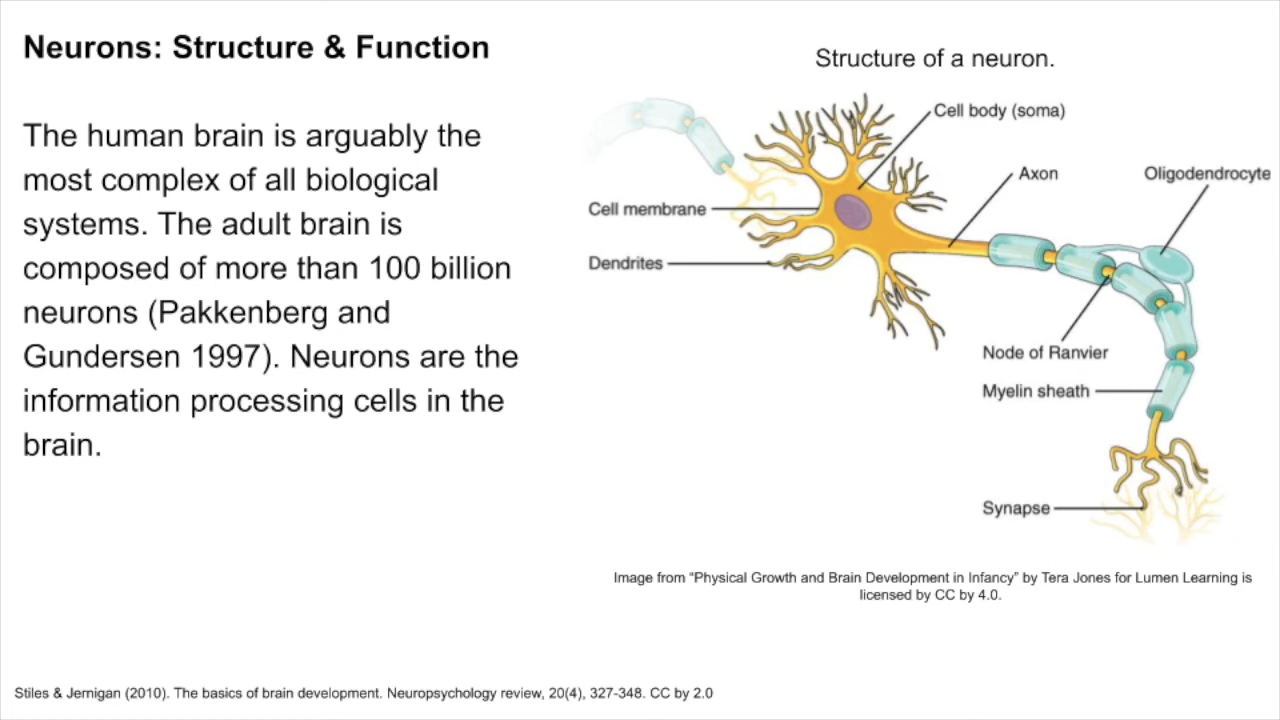 Neurons: Structure & Function
The human brain is arguably the
most complex of all biological
systems. The adult brain is
composed of more than 100 billion
neurons (Pakkenberg and
Gundersen 1997). Neurons are the
information processing cells in the
brain.
Structure of a neuron.
Cell body (soma)
Axon
Oligodendrocyte
Cell membrane
Dendrites
Node of Ranvier
Myelin sheath
Synapse
Image from “Physical Growth and Brain Development in Infancy” by Tera Jones for Lumen Learning is
licensed by CC by 4.0.
Stiles & Jernigan (2010). The basics of brain development. Neuropsychology review, 20(4), 327-348. CC by 2.0